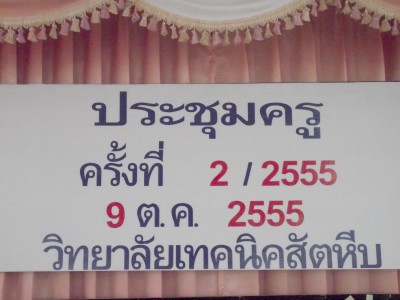 ประชุมครู
ครั้งที่ 2 / 2555
9 ต.ค. 2555
วิทยาลัยเทคนิคสัตหีบ